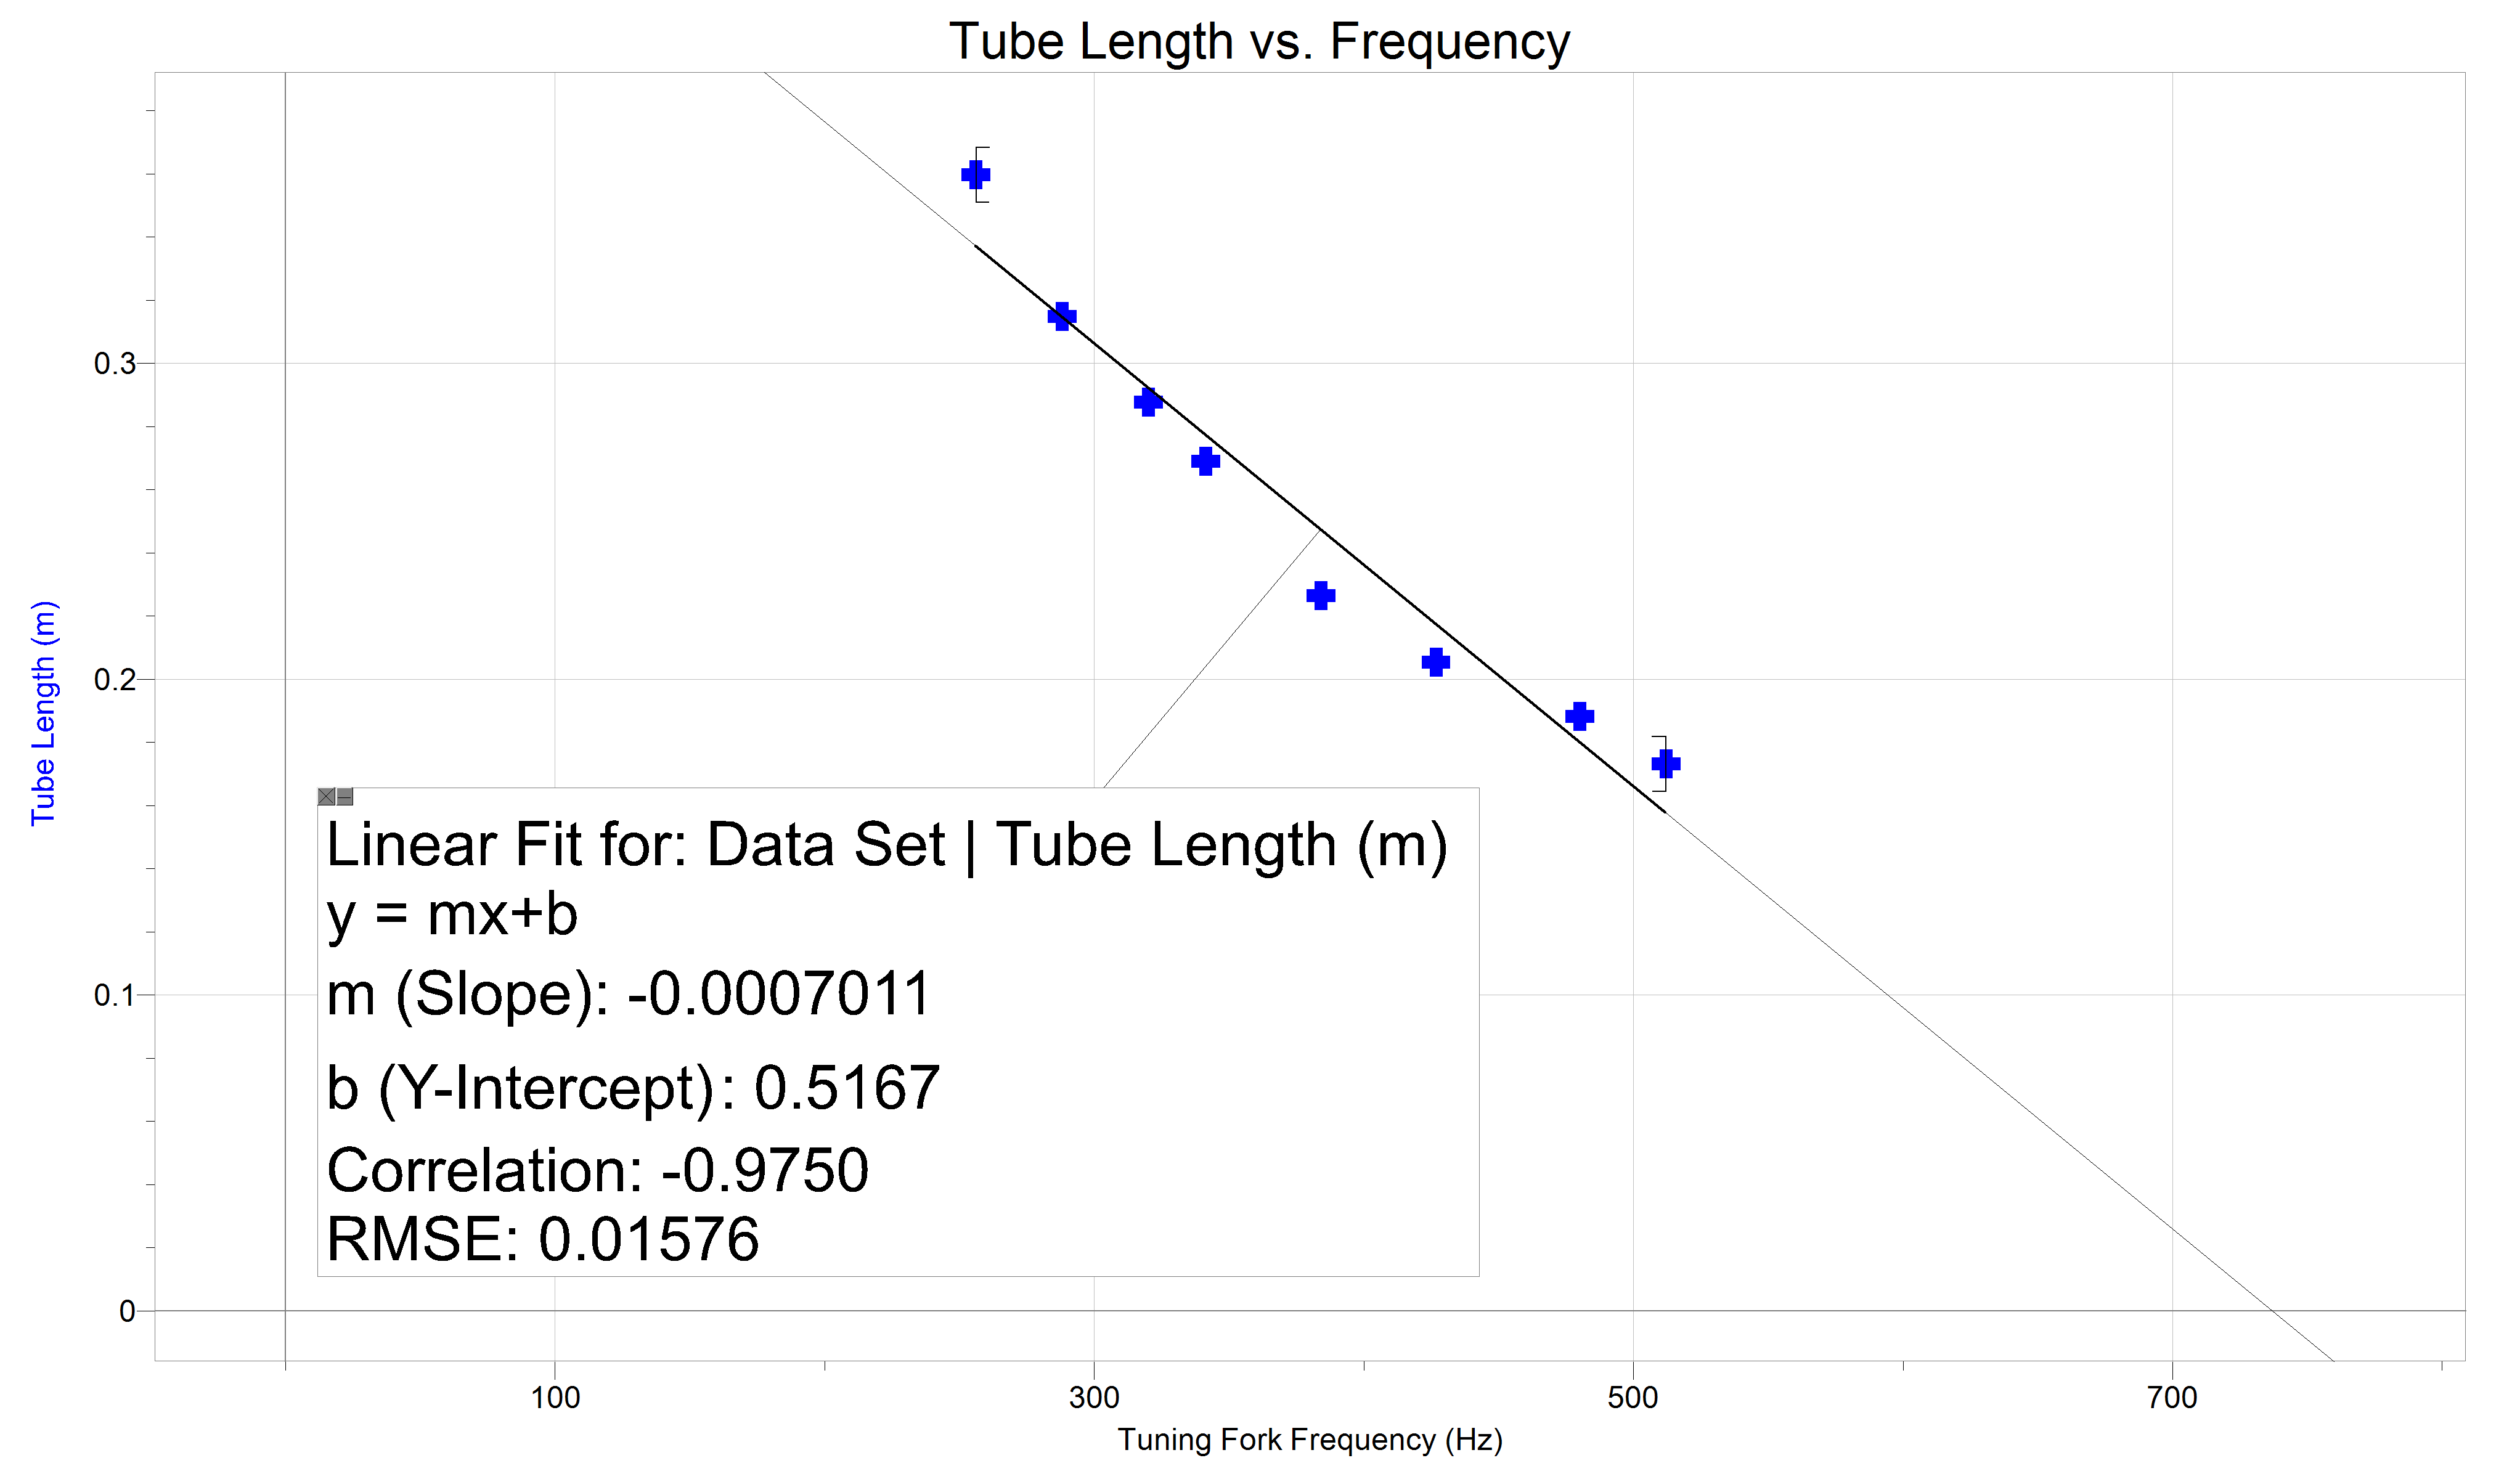 Tube Length vs. Frequency
0.3
0.2
0.1
0
Tube Length (m)
Linear Fit for: Data Set | Tube Length (m)
y = mx+b
m (Slope): -0.0007011
b (Y-Intercept): 0.5167
Correlation: -0.9750
RMSE: 0.01576
100 300 500 700
Tuning Fork Frequency (Hz)